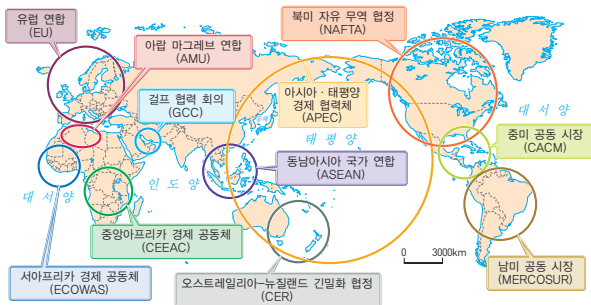 유럽 연합
(EU)
아랍 마그레브 연합
(AMU)
걸프 협력 회의
(GCC)
북미 자유 무역 협정
(NAFTA)
아시아·태평양
경제 협력체
(APEC)
대서양
태평양
중미 공동 시장
(CACM)
동남아시아 국가 연합
(ASEAN)
대서양
인도양
중앙아프리카 경제 공동체
(CEEAC)
서아프리카 경제 공동체
(ECOWAS)
오스트레일리아-뉴질랜드 긴밀화 협정
(CER)
0 3000km
남미 공동 시장
(MERCOSUR)